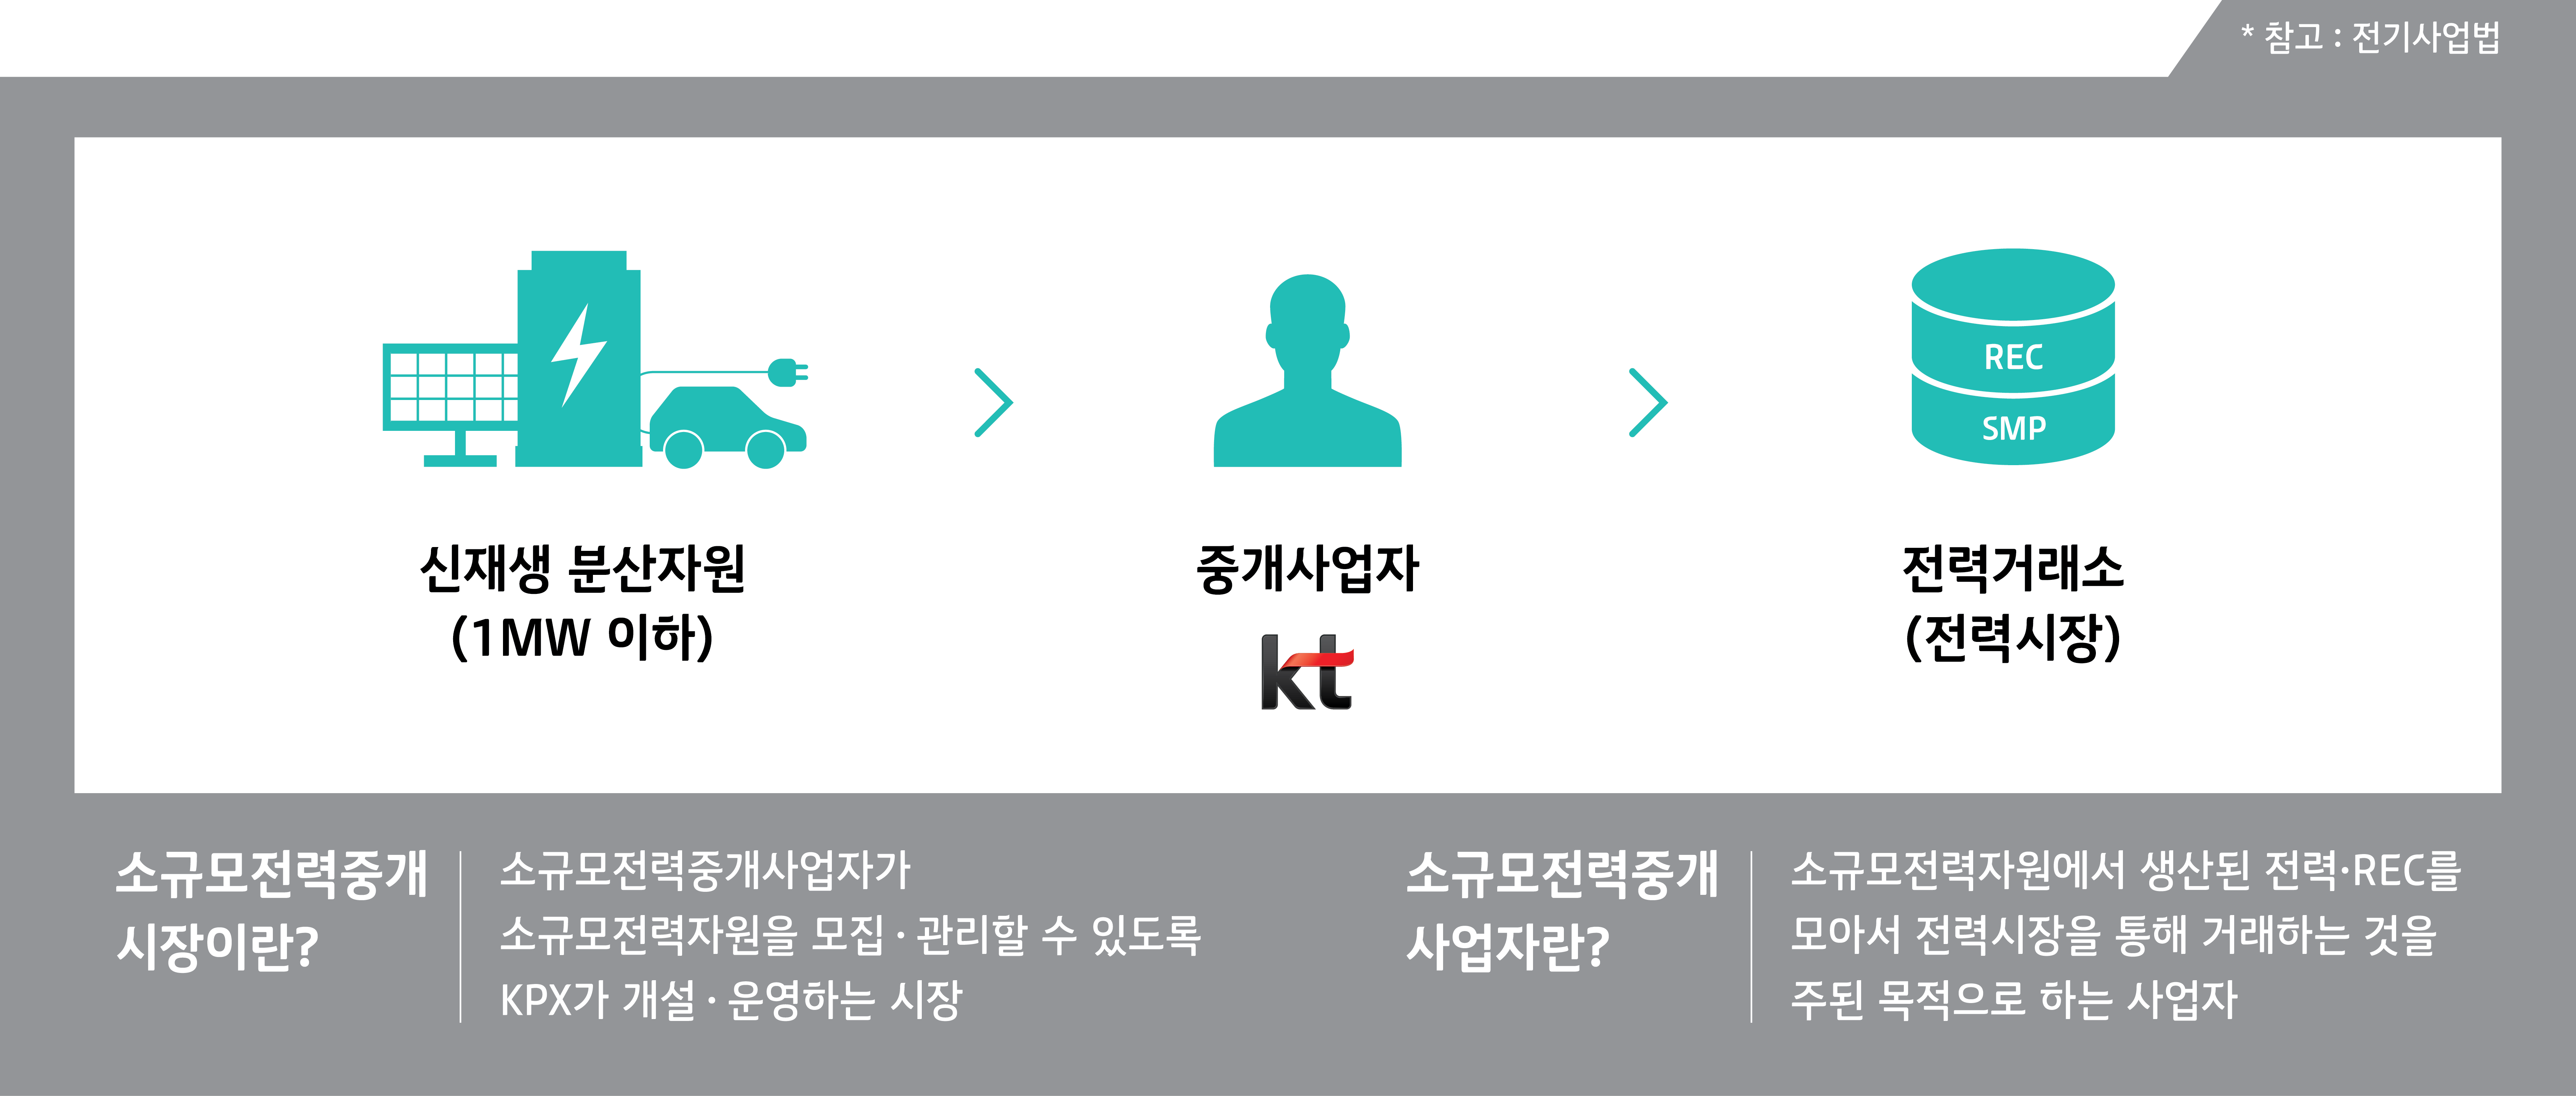 * 참고 : 전기사업법
REC
SMP
신재생 분산자원
(1MW 이하)
중개사업자
kt
전력거래소
(전력시장)
소규모전력중개
시장이란?
소규모전력중개사업자가
소규모전력자원을 모집 · 관리할 수 있도록
KPX가 개설 · 운영하는 시장
소규모전력중개
사업자란?
소규모전력자원에서 생산된 전력·REC를
모아서 전력시장을 통해 거래하는 것을
주된 목적으로 하는 사업자